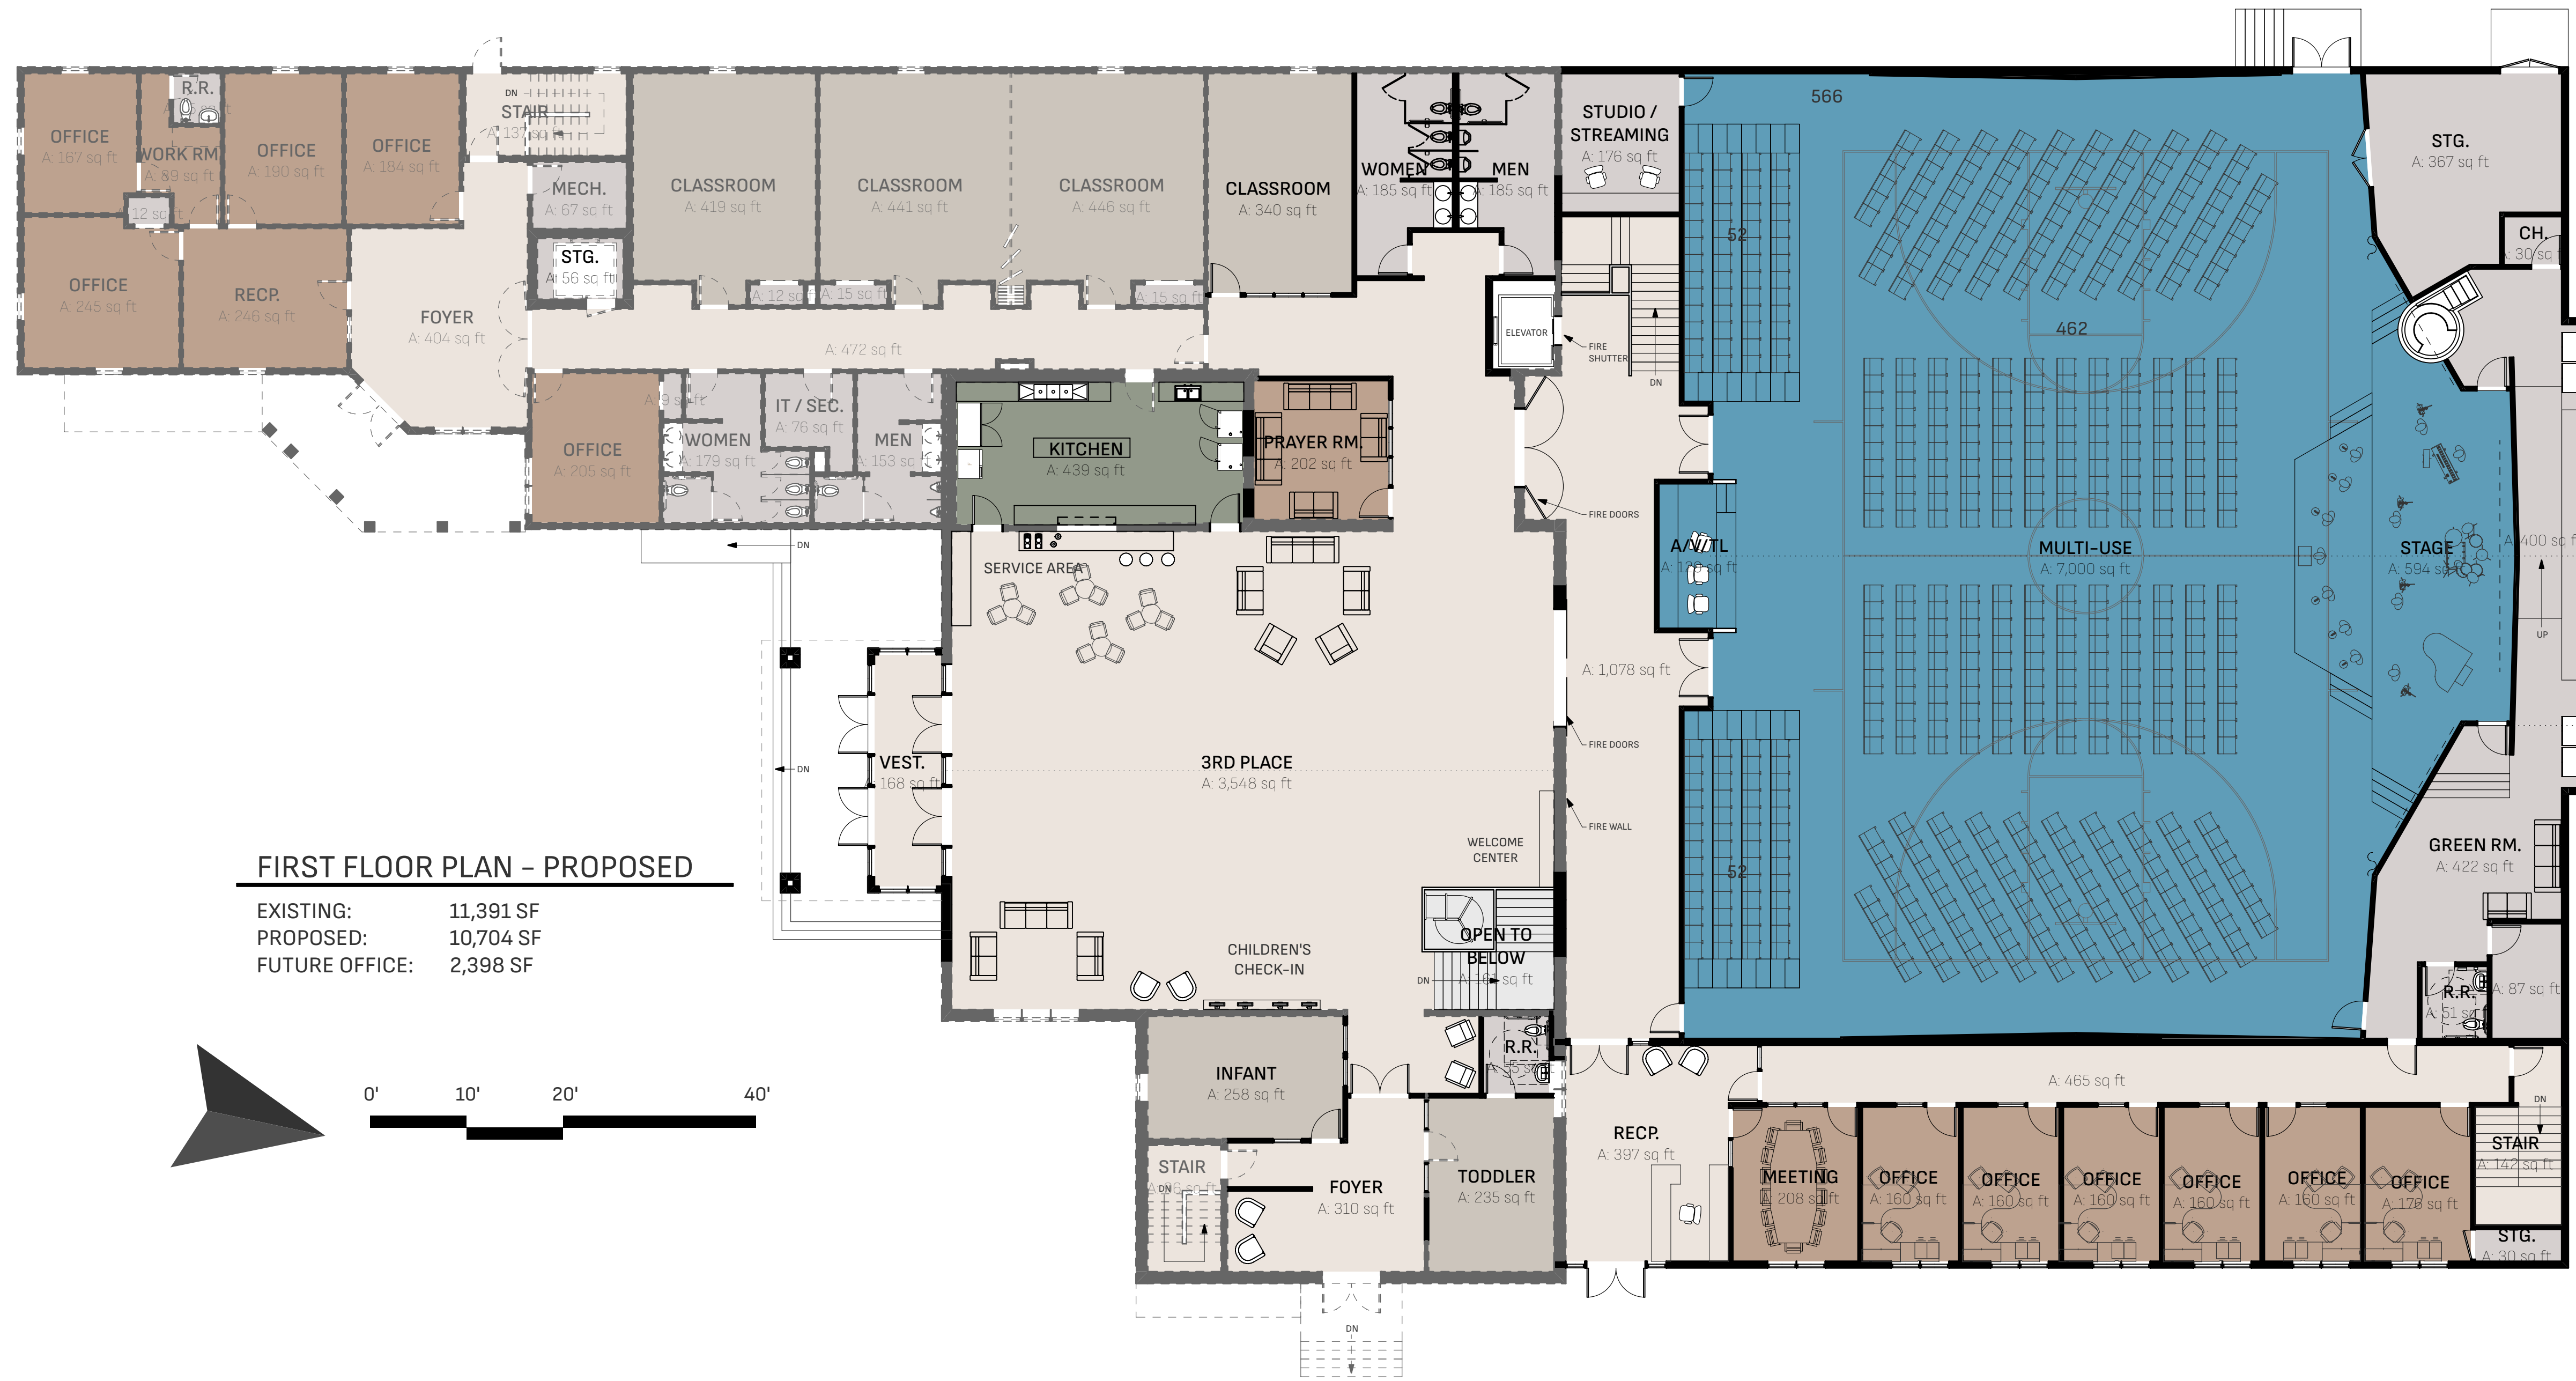 566
R.R.
OFFICE
A: 167 sq ft
WORK RM.
A: 89 sq ft
OFFICE
A: 190 sq ft
OFFICE
A: 184 sq ft
DN
STAIR
A: 137 sq ft
12 sq ft
MECH.
A: 67 sq ft
STG.
A: 56 sq ft
CLASSROOM
A: 419 sq ft
CLASSROOM
A: 441 sq ft
CLASSROOM
A: 446 sq ft
CLASSROOM
A: 340 sq ft
WOMEN
A: 185 sq ft
MEN
A: 185 sq ft
STUDIO /
STREAMING
A: 176 sq ft
STG.
A: 367 sq ft
CH.
A: 30 sq ft
52
462
OFFICE
A: 245 sq ft
RECP.
A: 246 sq ft
FOYER
A: 404 sq ft
A: 12 sq ft
A: 15 sq ft
A: 15 sq ft
A: 472 sq ft
ELEVATOR
FIRE
SHUTTER
DN
OFFICE
A: 205 sq ft
A: 9 sq ft
WOMEN
A: 179 sq ft
IT / SEC.
A: 76 sq ft
MEN
A: 153 sq ft
KITCHEN
A: 439 sq ft
PRAYER RM.
A: 202 sq ft
FIRE DOORS
DN
SERVICE AREA
A/V/TL
MULTI-USE
A: 7,000 sq ft
STAGE
A: 594 sq ft
UP
A: 1,078 sq ft
FIRE DOORS
VEST.
A: 168 sq ft
DN
3RD PLACE
A: 3,548 sq ft
FIRE WALL
WELCOME
CENTER
52
GREEN RM.
A: 422 sq ft
FIRST FLOOR PLAN - PROPOSED
EXISTING: 11,391 SF
PROPOSED: 10,704 SF
FUTURE OFFICE: 2,398 SF
CHILDREN'S
CHECK-IN
OPEN TO
BELOW
A: 161 sq ft
DN
R.R.
A: 51 sq ft
A: 87 sq ft
0' 10' 20' 40'
INFANT
A: 258 sq ft
R.R.
A: 465 sq ft
STAIR
DN
FOYER
A: 310 sq ft
TODDLER
A: 235 sq ft
RECP.
A: 397 sq ft
MEETING
A: 208 sq ft
OFFICE
A: 160 sq ft
OFFICE
A: 160 sq ft
OFFICE
A: 160 sq ft
OFFICE
A: 160 sq ft
OFFICE
A: 160 sq ft
OFFICE
A: 176 sq ft
DN
STAIR
A: 142 sq ft
STG.
A: 30 sq ft
DN